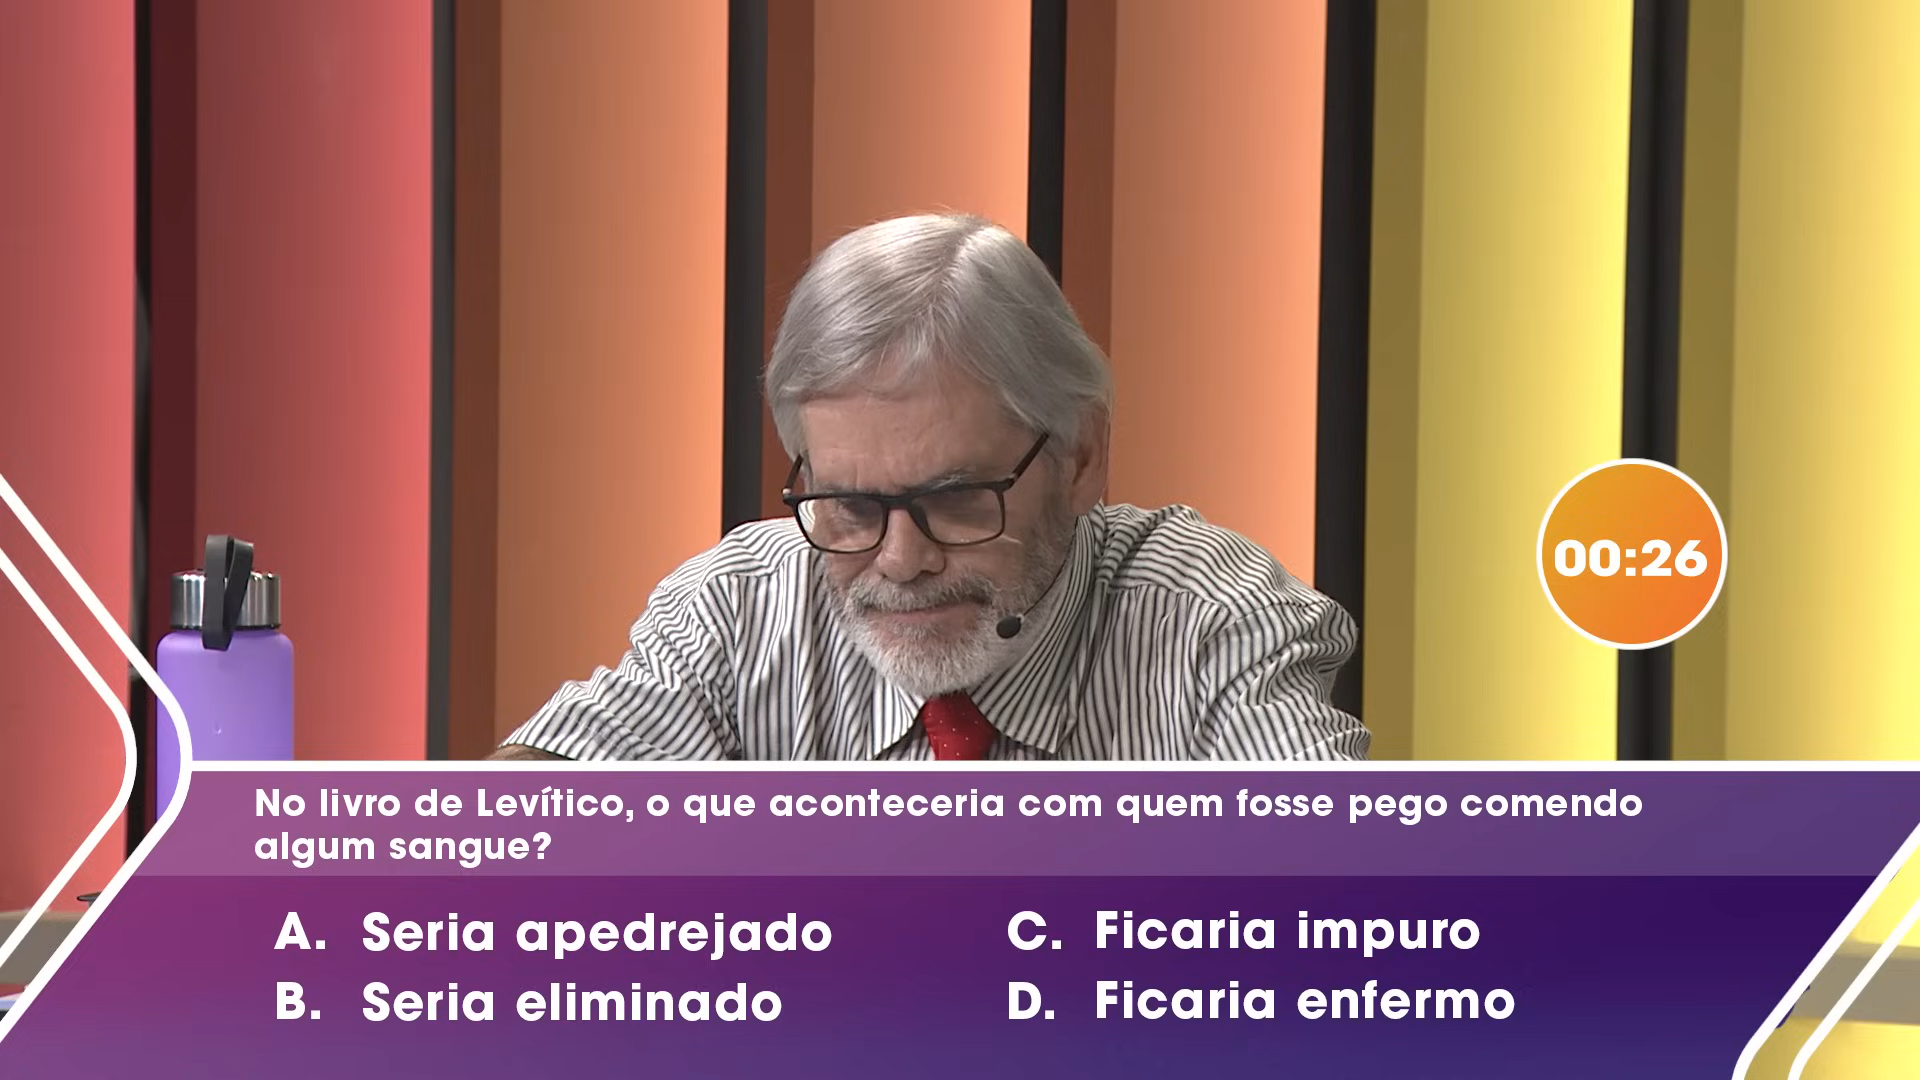 00:26
No livro de Levítico, o que aconteceria com quem fosse pego comendo
algum sangue?
A. Seria apedrejado
B. Seria eliminado
C. Ficaria impuro
D. Ficaria enfermo